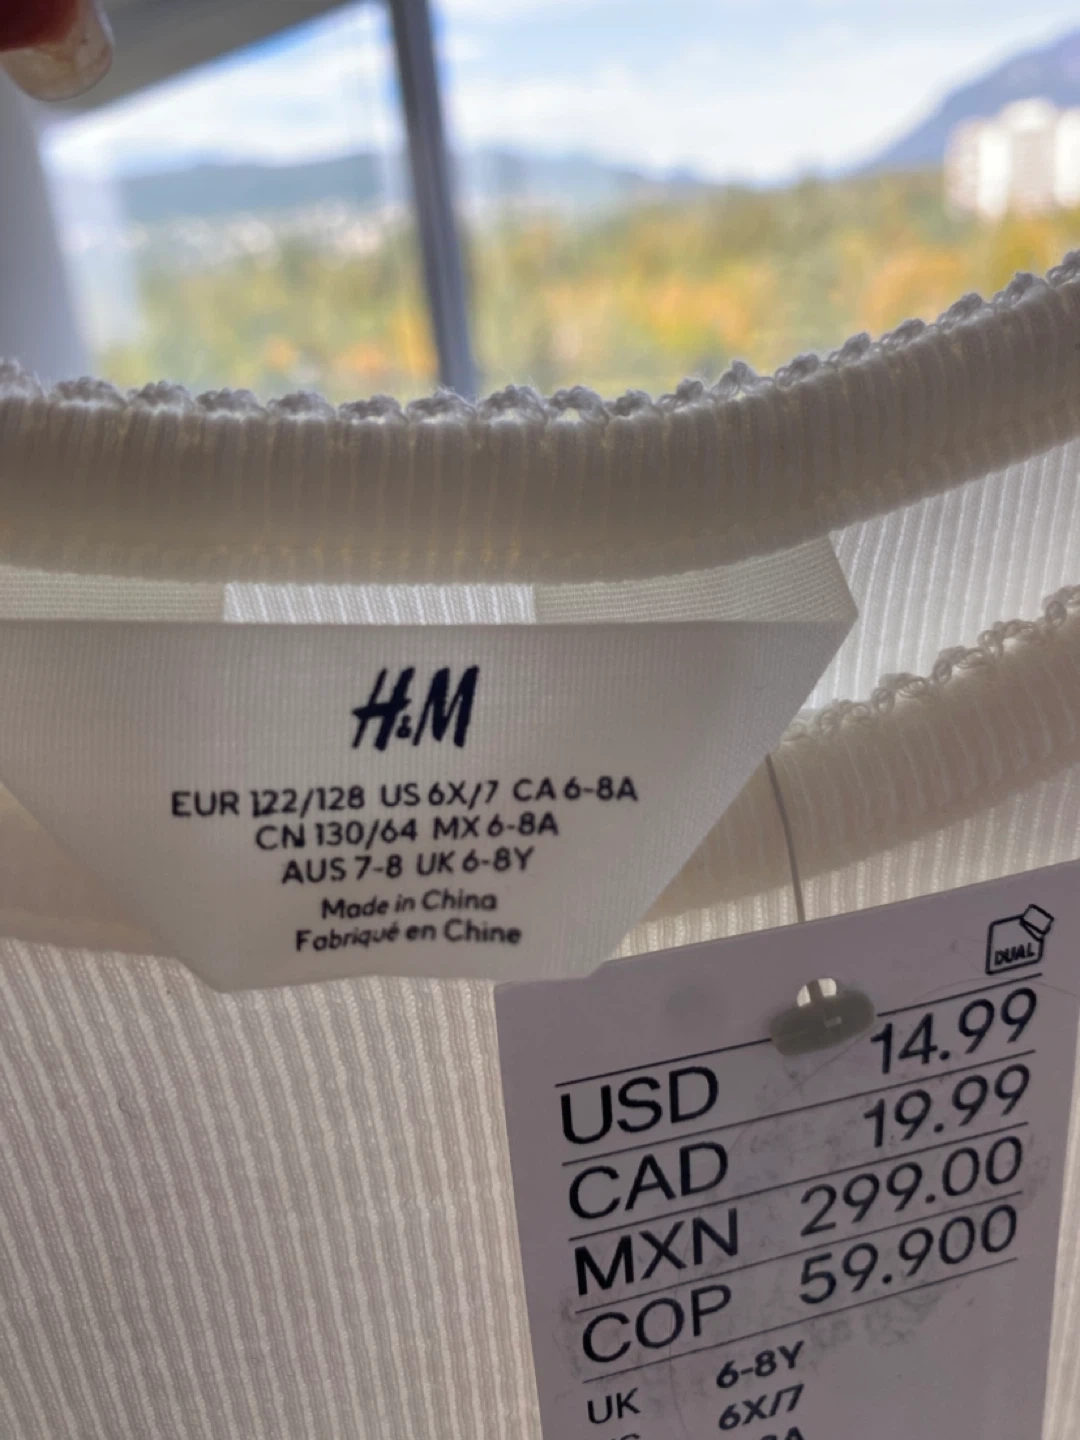 H&M
EUR 122/128 US 6X/7 CA 6-8A
CN 130/64 MX 6-8A
AUS 7-8 UK 6-8Y
Made in China
Fabriqué en Chine
DUAL
USD 14.99
CAD 19.99
MXN 299.00
COP 59.900
UK 6-8Y
6X/7